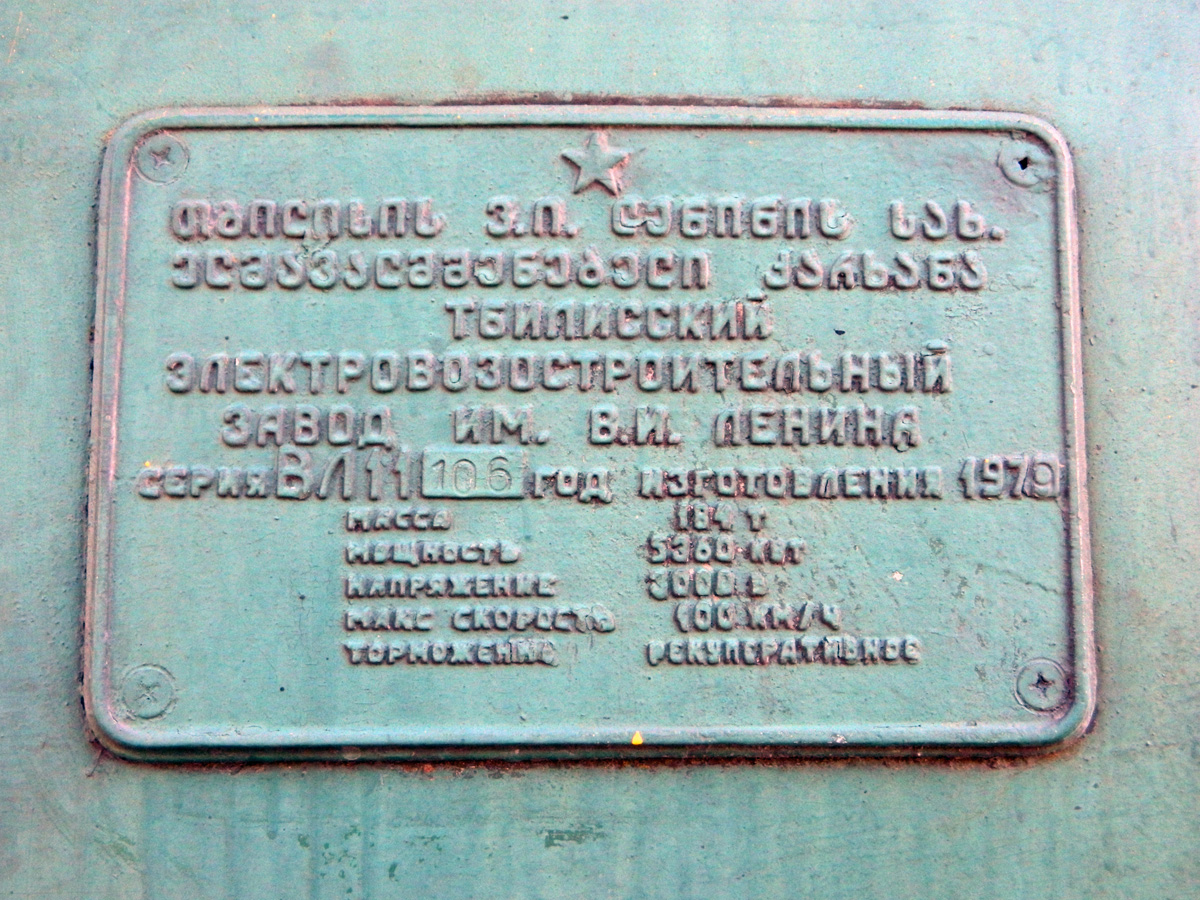 თბილისის ვ.ი. ლენინის სახ.
ელმავალმშენებელი ქარხანა
ТБИЛИССКИЙ
ЭЛЕКТРОВОЗОСТРОИТЕЛЬНЫЙ
ЗАВОД ИМ. В.И. ЛЕНИНА
СЕРИЯ ВЛ11 106 ГОД ИЗГОТОВЛЕНИЯ 1979
МАССА 184 Т
МОЩНОСТЬ 5360 КВТ
НАПРЯЖЕНИЕ 3000 В
МАКС СКОРОСТЬ 100 КМ/Ч
ТОРМОЖЕНИЕ РЕКУПЕРАТИВНОЕ